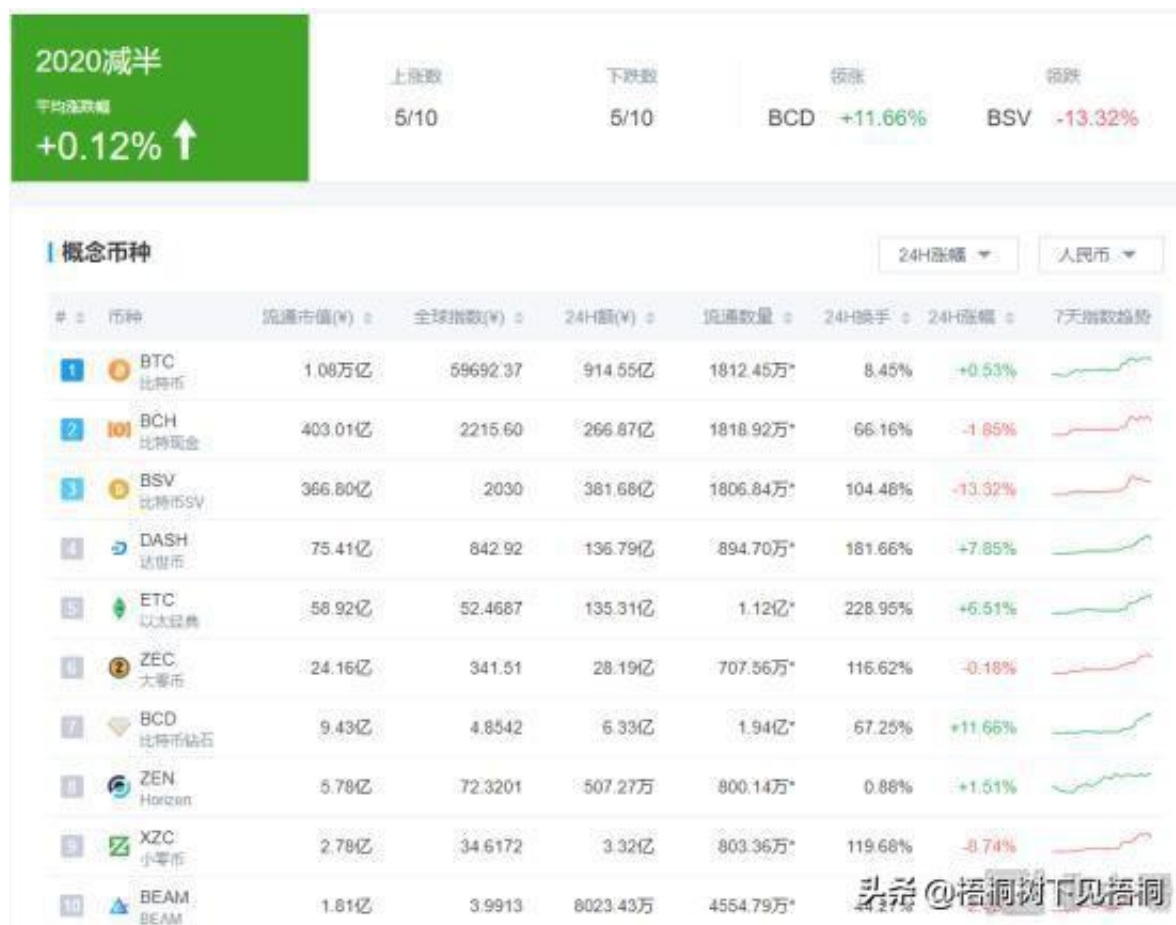 2020减半
平均涨跌幅
+0.12%
上涨数 下跌数 领涨 领跌
5/10 5/10 BCD +11.66% BSV -13.32%
概念币种
24H涨幅 人民币
# 币种 流通市值(¥) 全球指数(¥) 24H额(¥) 流通数量 24H换手 24H涨幅 7天指数趋势
1 BTC 比特币 1.08万亿 59692.37 914.55亿 1812.45万* 8.45% +0.53%
2 BCH 比特现金 403.01亿 2215.60 266.87亿 1818.92万* 66.16% -1.85%
3 BSV 比特币SV 366.80亿 2030 381.68亿 1806.84万* 104.48% -13.32%
4 DASH 达世币 75.41亿 842.92 136.79亿 894.70万* 181.66% +7.85%
5 ETC 以太经典 58.92亿 52.4687 135.31亿 1.12亿* 228.95% +6.51%
6 ZEC 大零币 24.16亿 341.51 28.19亿 707.56万* 116.62% -0.18%
7 BCD 比特币钻石 9.43亿 4.8542 6.33亿 1.94亿* 67.25% +11.66%
8 ZEN Horizen 5.78亿 72.3201 507.27万 800.14万* 0.88% +1.51%
9 XZC 小零币 2.78亿 34.6172 3.32亿 803.36万* 119.68% -8.74%
10 BEAM BEAM 1.81亿 3.9913 8023.43万 4554.79万*
头条 @梧桐树下见梧洞